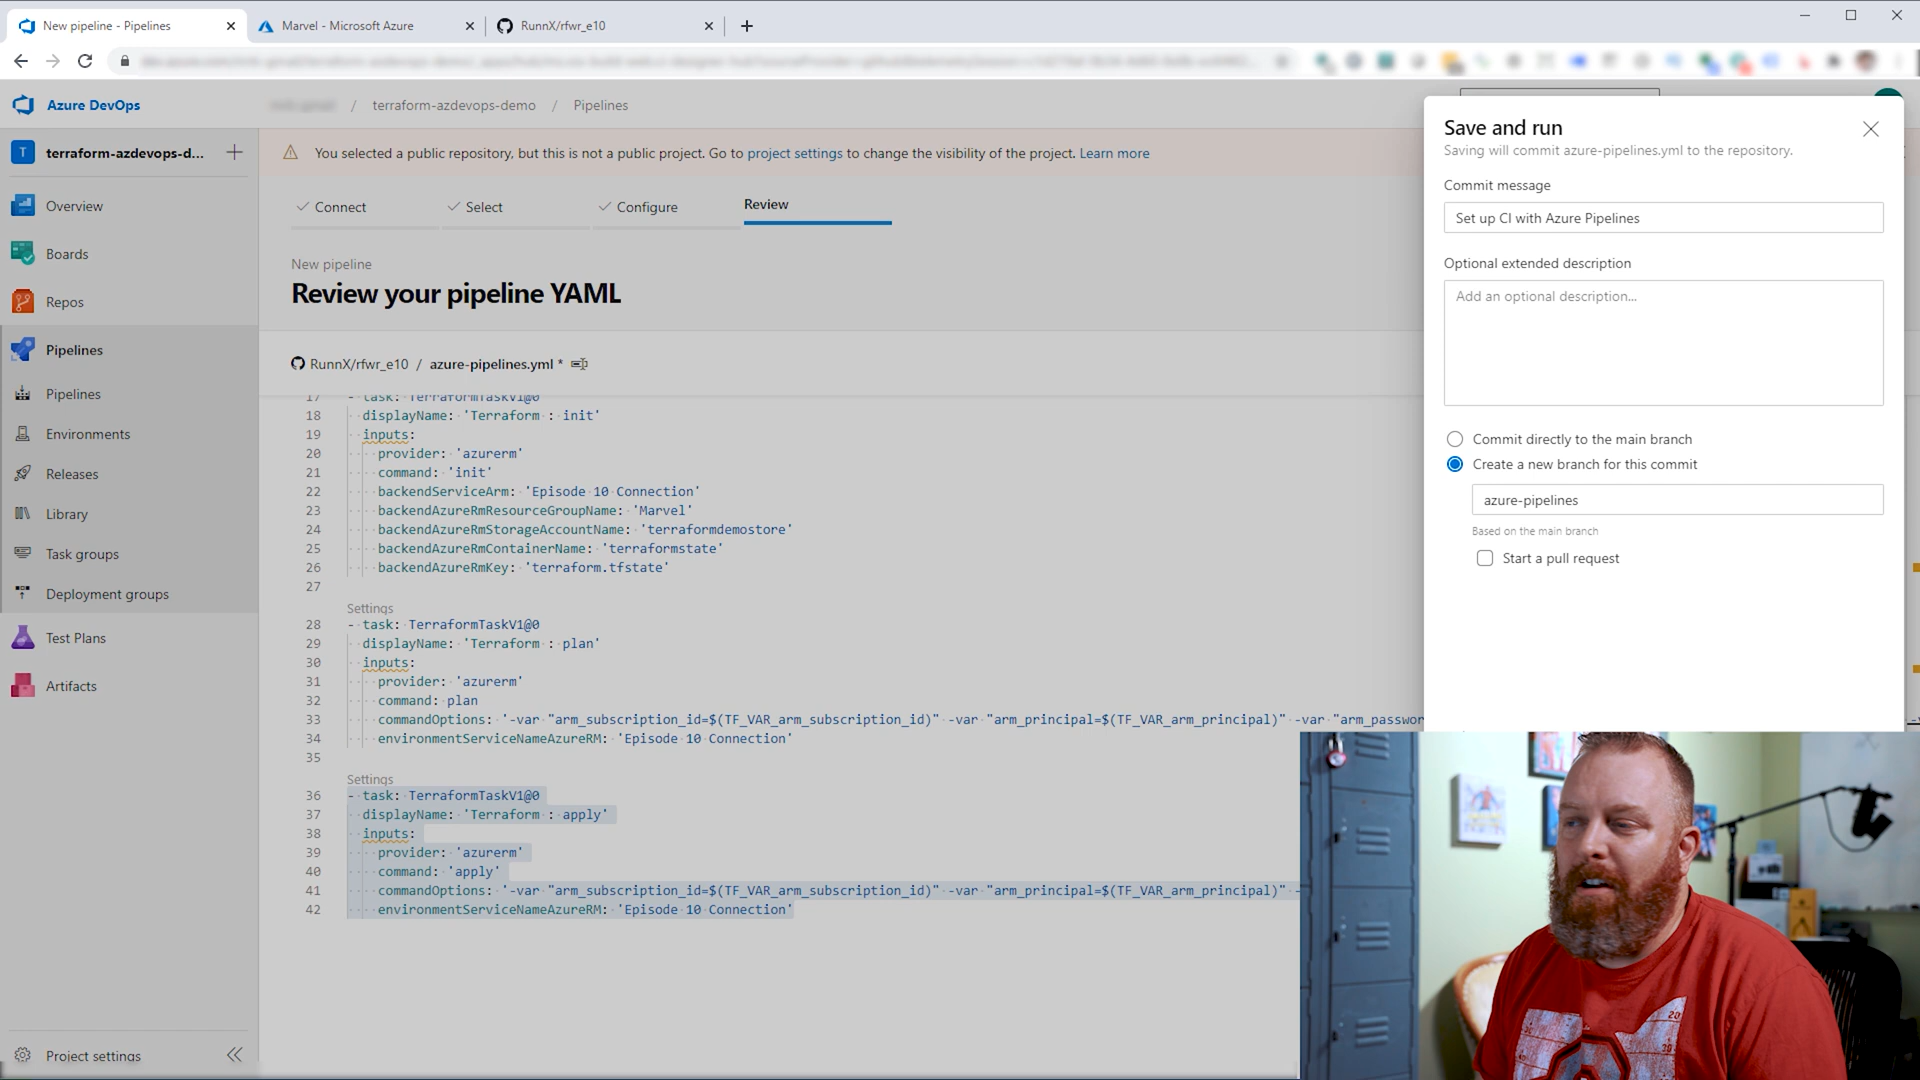 New pipeline - Pipelines
Marvel - Microsoft Azure
RunnX/rfwr_e10
Azure DevOps
/ terraform-azdevops-demo / Pipelines
T terraform-azdevops-d...
You selected a public repository, but this is not a public project. Go to project settings to change the visibility of the project. Learn more
Overview
Boards
Repos
Pipelines
Pipelines
Environments
Releases
Library
Task groups
Deployment groups
Test Plans
Artifacts
Project settings
Connect
Select
Configure
Review
New pipeline
Review your pipeline YAML
RunnX/rfwr_e10 / azure-pipelines.yml *
17 - task: TerraformTaskV1@0
18 displayName: 'Terraform : init'
19 inputs:
20 provider: 'azurerm'
21 command: 'init'
22 backendServiceArm: 'Episode 10 Connection'
23 backendAzureRmResourceGroupName: 'Marvel'
24 backendAzureRmStorageAccountName: 'terraformdemostore'
25 backendAzureRmContainerName: 'terraformstate'
26 backendAzureRmKey: 'terraform.tfstate'
27
Settings
28 - task: TerraformTaskV1@0
29 displayName: 'Terraform : plan'
30 inputs:
31 provider: 'azurerm'
32 command: plan
33 commandOptions: '-var "arm_subscription_id=$(TF_VAR_arm_subscription_id)" -var "arm_principal=$(TF_VAR_arm_principal)" -var "arm_passwor
34 environmentServiceNameAzureRM: 'Episode 10 Connection'
35
Settings
36 - task: TerraformTaskV1@0
37 displayName: 'Terraform : apply'
38 inputs:
39 provider: 'azurerm'
40 command: 'apply'
41 commandOptions: '-var "arm_subscription_id=$(TF_VAR_arm_subscription_id)" -var "arm_principal=$(TF_VAR_arm_principal)" -
42 environmentServiceNameAzureRM: 'Episode 10 Connection'
Save and run
Saving will commit azure-pipelines.yml to the repository.
Commit message
Set up CI with Azure Pipelines
Optional extended description
Add an optional description...
Commit directly to the main branch
Create a new branch for this commit
azure-pipelines
Based on the main branch
Start a pull request